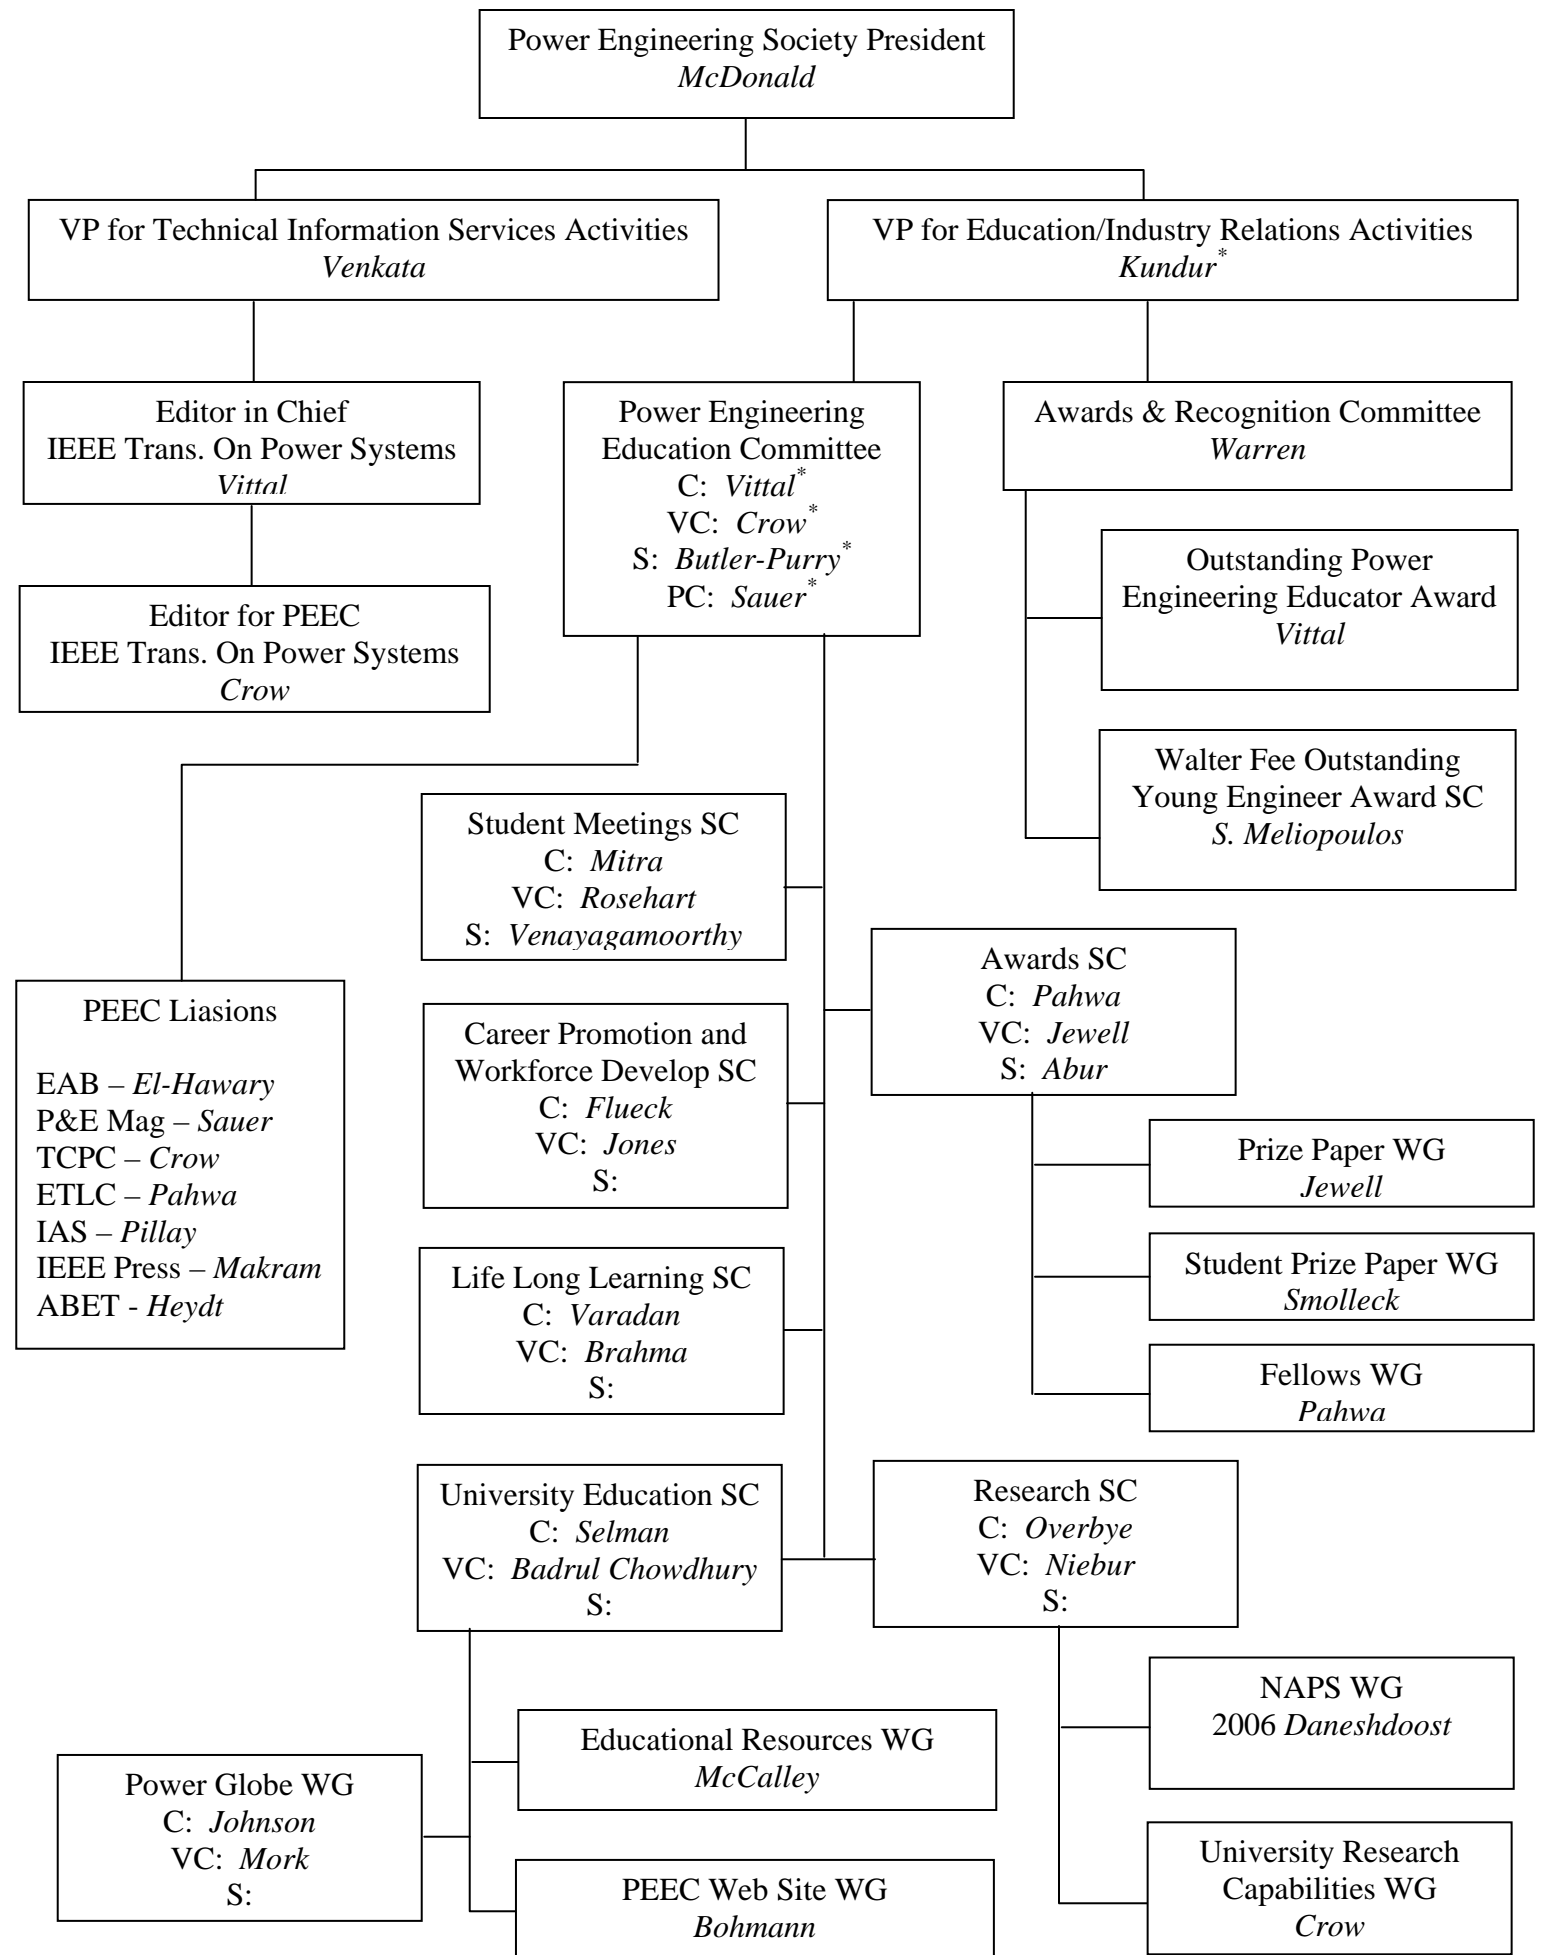 Power Engineering Society President
McDonald
VP for Technical Information Services Activities
Venkata
VP for Education/Industry Relations Activities
Kundur*
Editor in Chief
IEEE Trans. On Power Systems
Vittal
Power Engineering
Education Committee
C: Vittal*
VC: Crow*
S: Butler-Purry*
PC: Sauer*
Awards & Recognition Committee
Warren
Outstanding Power
Engineering Educator Award
Vittal
Editor for PEEC
IEEE Trans. On Power Systems
Crow
Walter Fee Outstanding
Young Engineer Award SC
S. Meliopoulos
Student Meetings SC
C: Mitra
VC: Rosehart
S: Venayagamoorthy
Awards SC
C: Pahwa
VC: Jewell
S: Abur
PEEC Liasions
EAB – El-Hawary
P&E Mag – Sauer
TCPC – Crow
ETLC – Pahwa
IAS – Pillay
IEEE Press – Makram
ABET - Heydt
Career Promotion and
Workforce Develop SC
C: Flueck
VC: Jones
S:
Prize Paper WG
Jewell
Student Prize Paper WG
Smolleck
Fellows WG
Pahwa
Life Long Learning SC
C: Varadan
VC: Brahma
S:
University Education SC
C: Selman
VC: Badrul Chowdhury
S:
Research SC
C: Overbye
VC: Niebur
S:
NAPS WG
2006 Daneshdoost
Educational Resources WG
McCalley
Power Globe WG
C: Johnson
VC: Mork
S:
University Research
Capabilities WG
Crow
PEEC Web Site WG
Bohmann